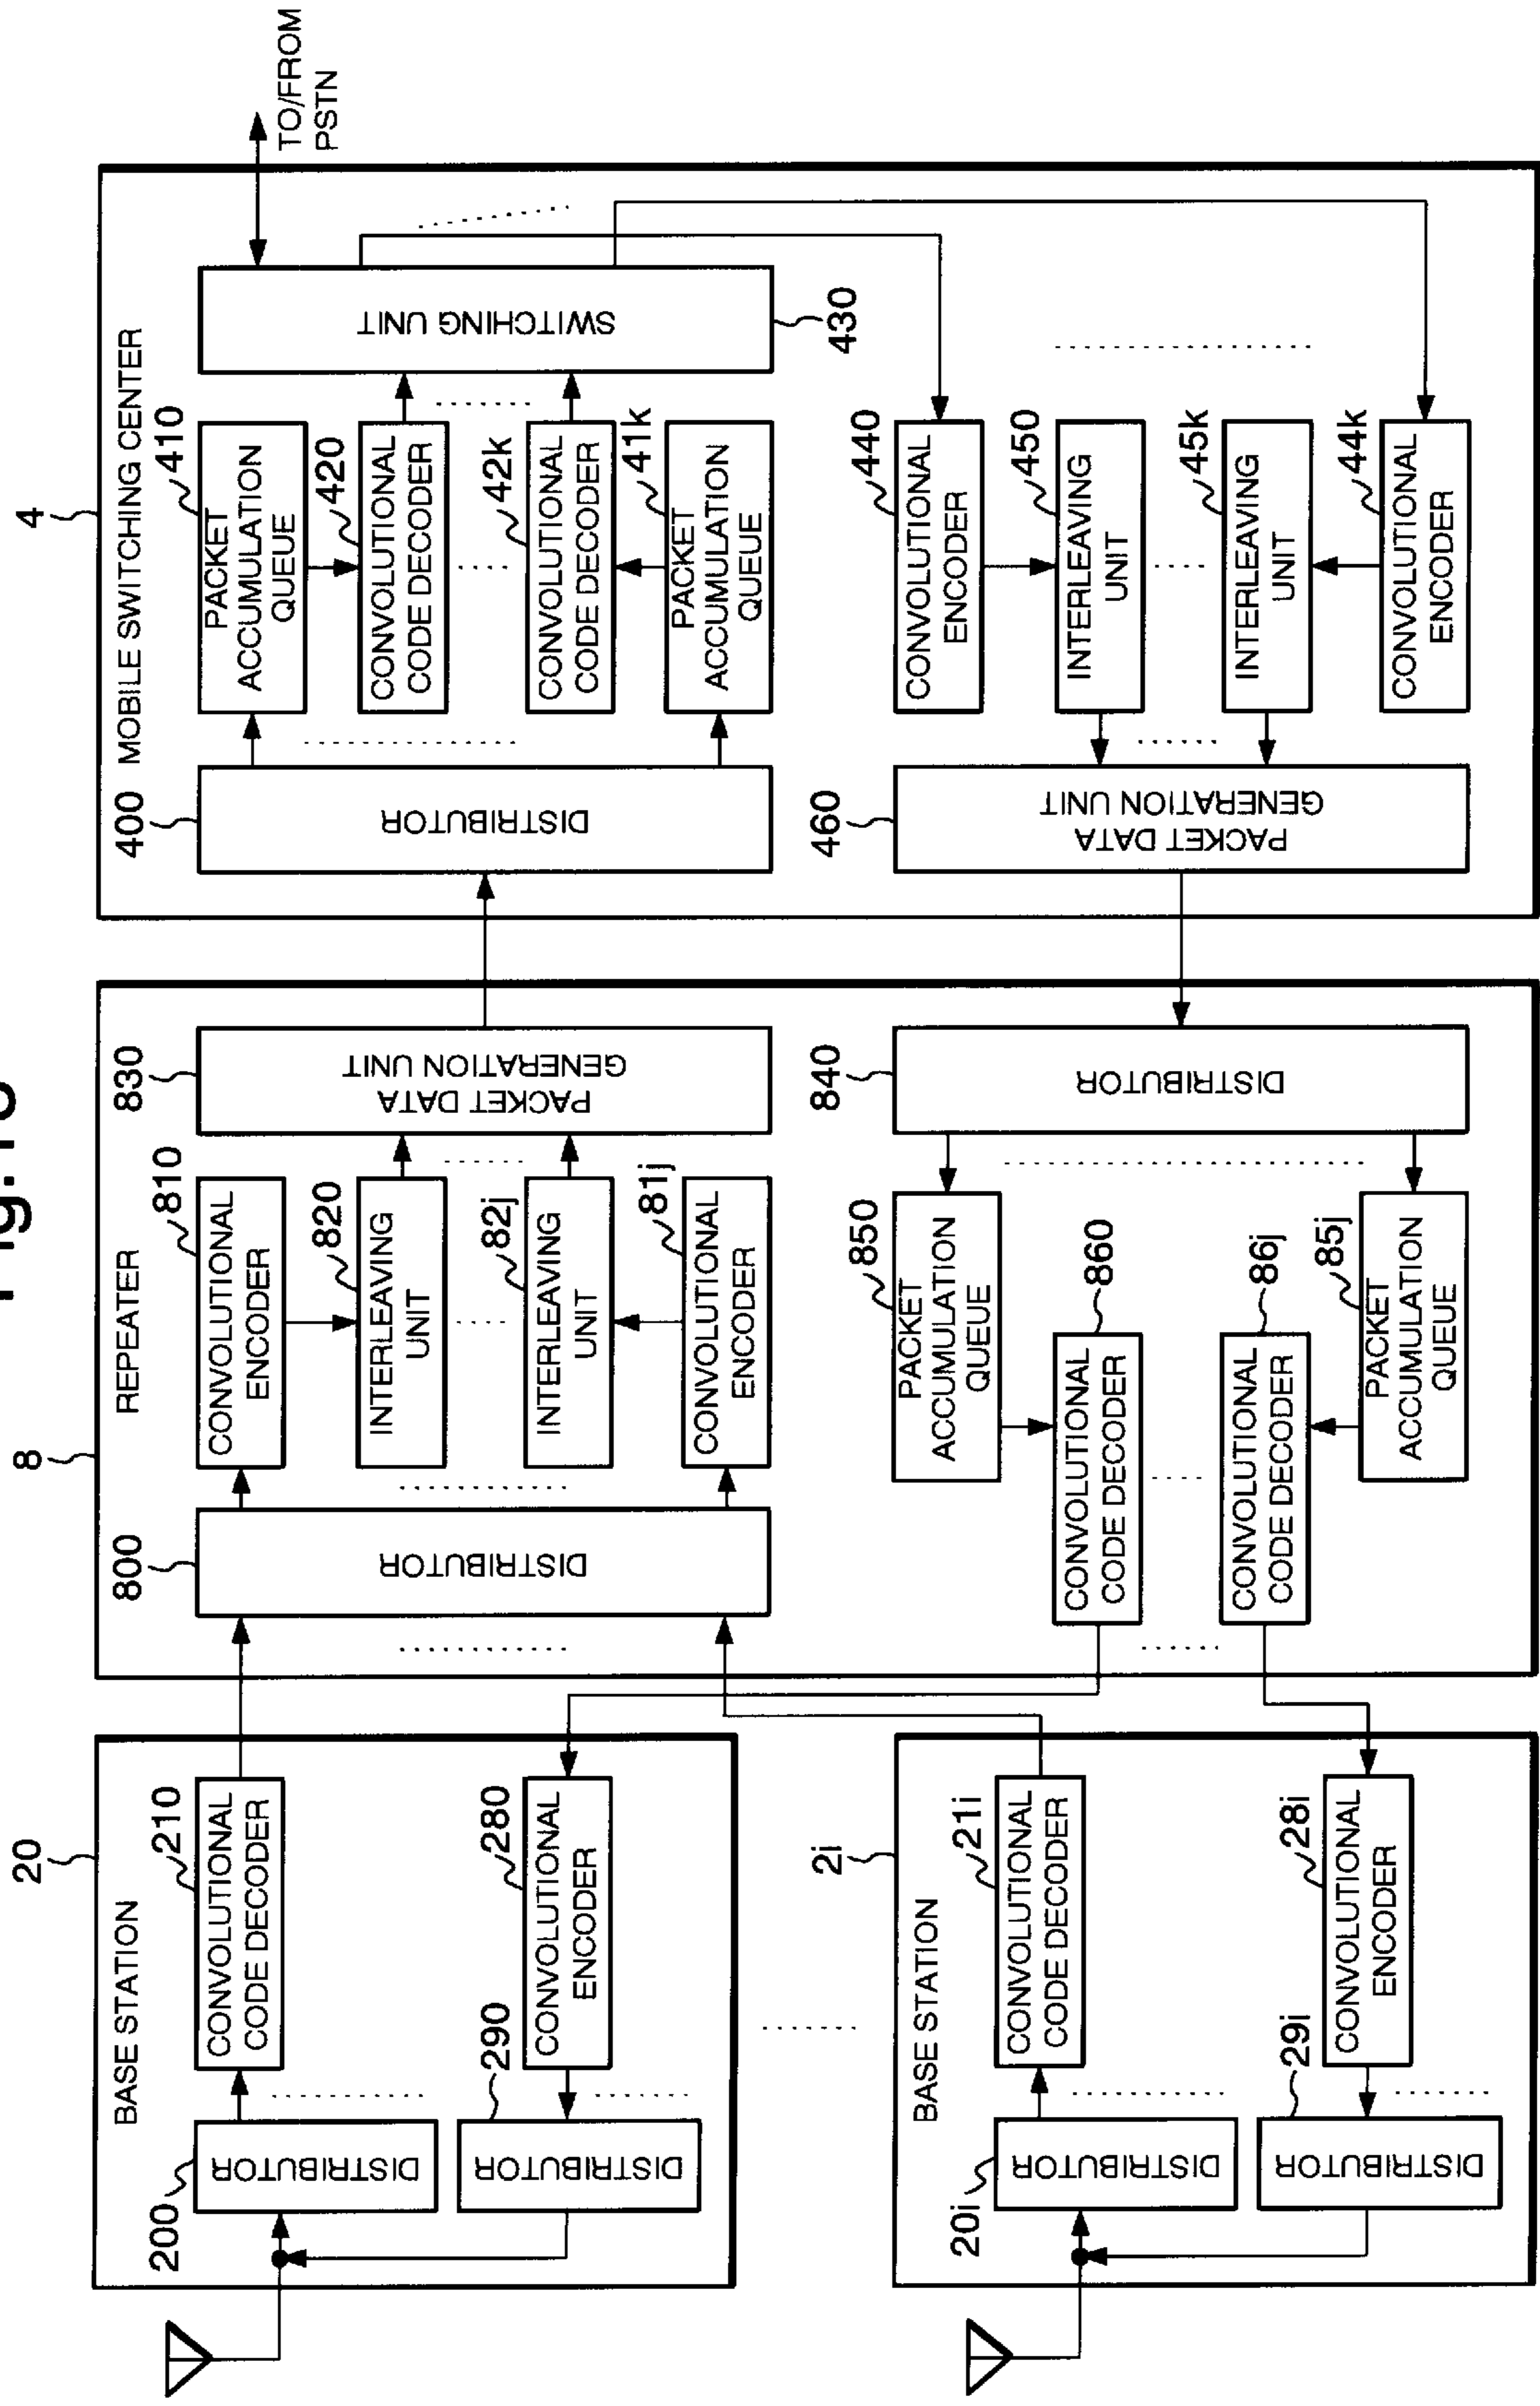 20
BASE STATION
200
DISTRIBUTOR
210
CONVOLUTIONAL
CODE DECODER
290
DISTRIBUTOR
280
CONVOLUTIONAL
ENCODER
2i
BASE STATION
20i
DISTRIBUTOR
21i
CONVOLUTIONAL
CODE DECODER
29i
DISTRIBUTOR
28i
CONVOLUTIONAL
ENCODER
8
REPEATER
800
DISTRIBUTOR
810
CONVOLUTIONAL
ENCODER
820
INTERLEAVING
UNIT
82j
INTERLEAVING
UNIT
81j
CONVOLUTIONAL
ENCODER
830
PACKET DATA
GENERATION UNIT
840
DISTRIBUTOR
850
PACKET
ACCUMULATION
QUEUE
860
CONVOLUTIONAL
CODE DECODER
86j
CONVOLUTIONAL
CODE DECODER
85j
PACKET
ACCUMULATION
QUEUE
4
MOBILE SWITCHING CENTER
400
DISTRIBUTOR
410
PACKET
ACCUMULATION
QUEUE
420
CONVOLUTIONAL
CODE DECODER
42k
CONVOLUTIONAL
CODE DECODER
41k
PACKET
ACCUMULATION
QUEUE
SWITCHING UNIT
430
TO/FROM
PSTN
440
CONVOLUTIONAL
ENCODER
450
INTERLEAVING
UNIT
45k
INTERLEAVING
UNIT
44k
CONVOLUTIONAL
ENCODER
460
PACKET DATA
GENERATION UNIT